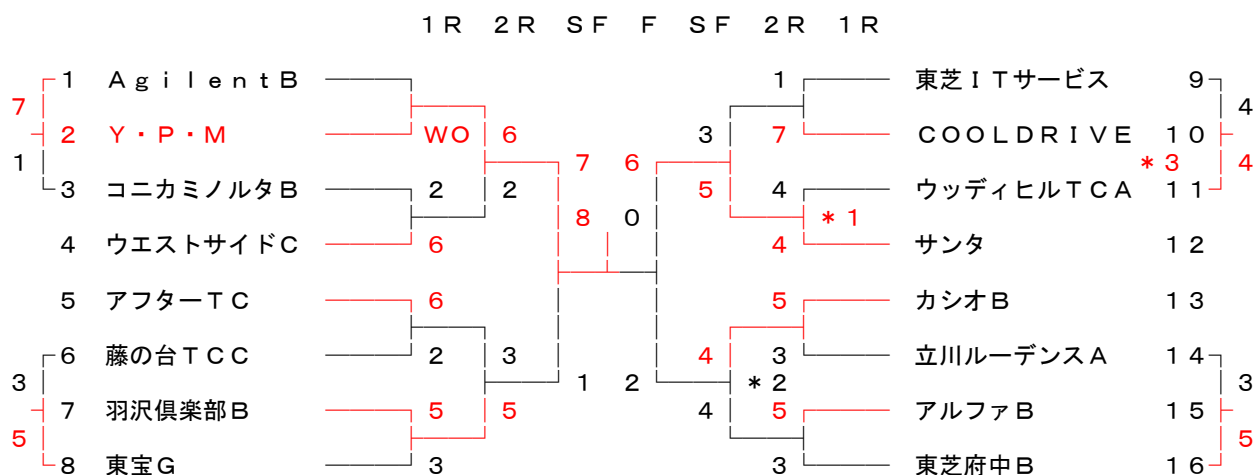 １Ｒ ２Ｒ ＳＦ Ｆ ＳＦ ２Ｒ １Ｒ
１ ＡｇｉｌｅｎｔＢ １ 東芝ＩＴサービス ９
７ ４
２ Ｙ・Ｐ・Ｍ ＷＯ ６ ３ ７ ＣＯＯＬＤＲＩＶＥ １０
１ ７ ６ ＊３ ４
３ コニカミノルタＢ ２ ２ ５ ４ ウッディヒルＴＣＡ １１
８ ０ ＊１
４ ウエストサイドＣ ６ ４ サンタ １２
５ アフターＴＣ ６ ５ カシオＢ １３
６ 藤の台ＴＣＣ ２ ３ ４ ３ 立川ルーデンスＡ １４
３ １ ２ ＊２ ３
７ 羽沢倶楽部Ｂ ５ ５ ４ ５ アルファＢ １５
５ ５
８ 東宝Ｇ ３ ３ 東芝府中Ｂ １６